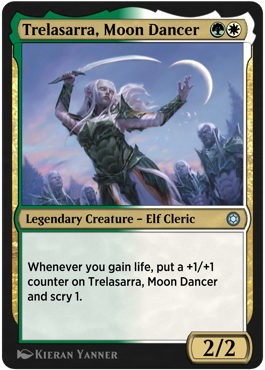 Trelasarra, Moon Dancer
Legendary Creature – Elf Cleric
Whenever you gain life, put a +1/+1
counter on Trelasarra, Moon Dancer
and scry 1.
KIERAN YANNER
2/2